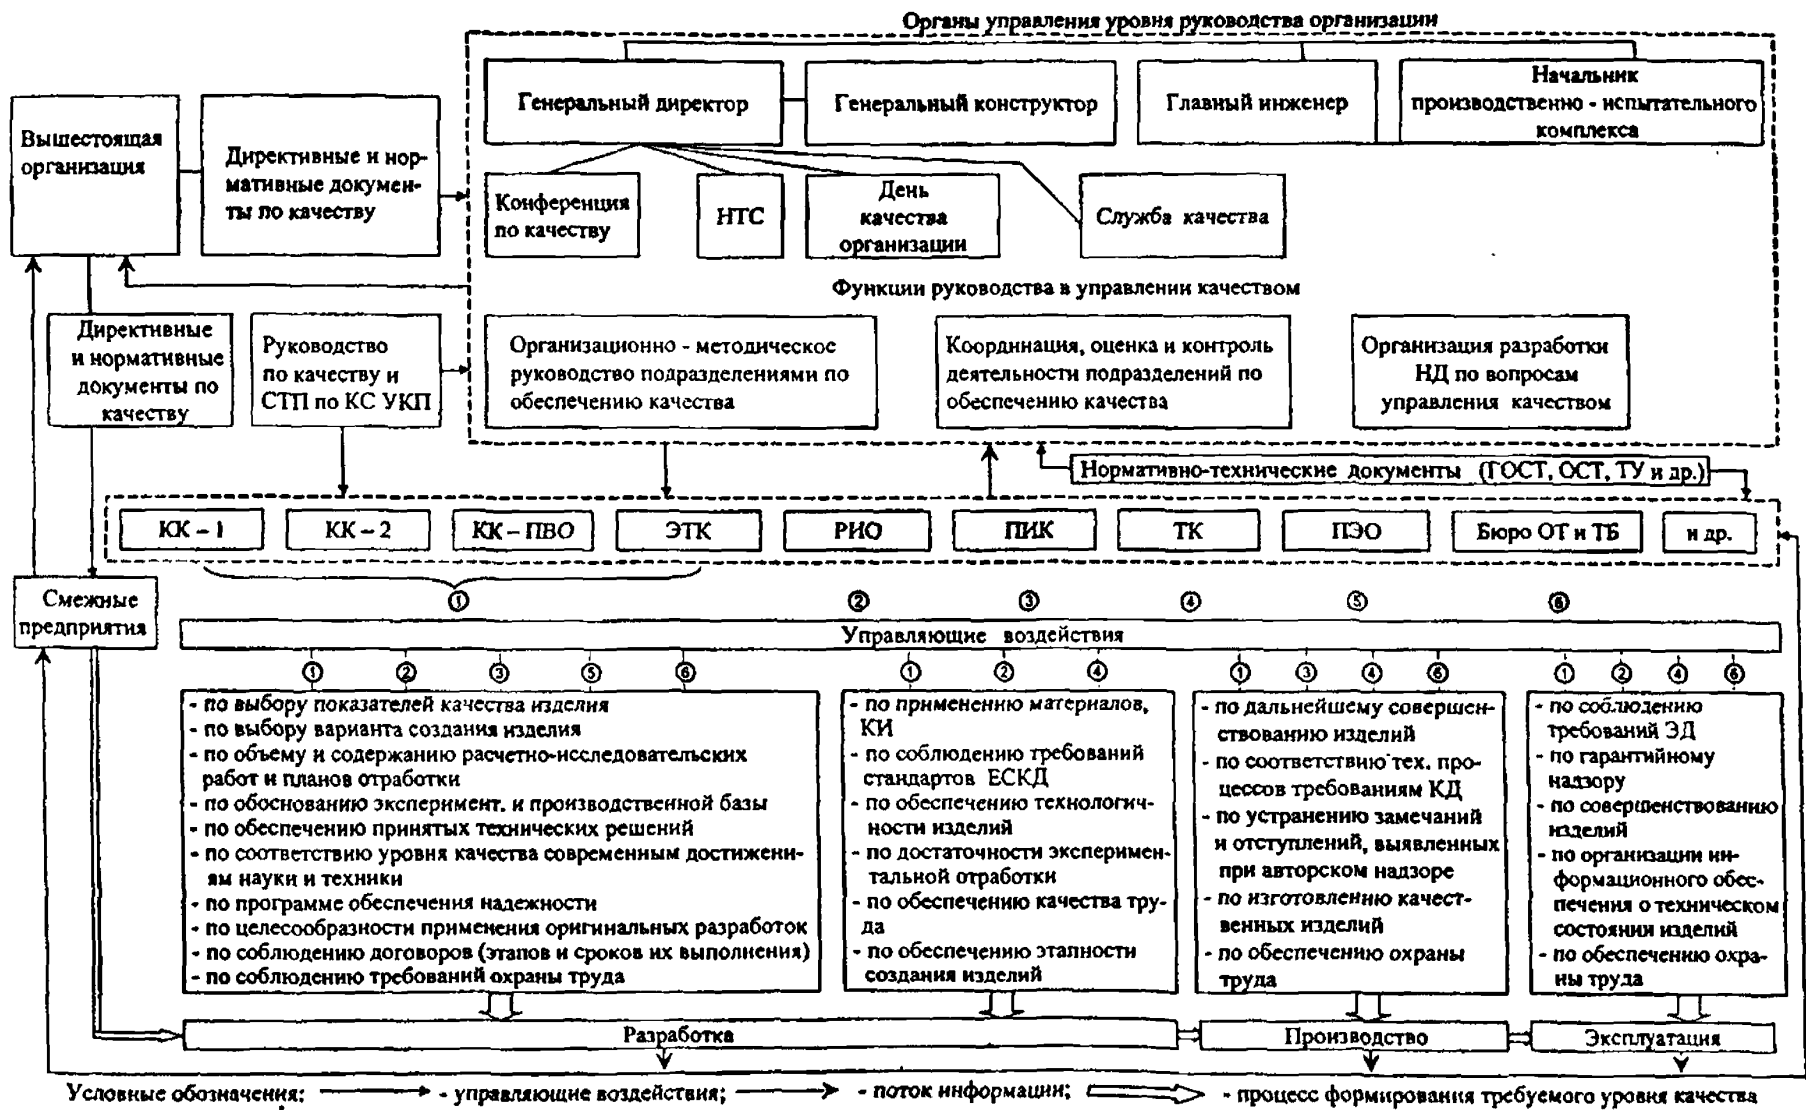 Органы управления уровня руководства организации
Генеральный директор
Генеральный конструктор
Главный инженер
Начальник
производственно - испытательного
комплекса
Вышестоящая
организация
Директивные и нор-
мативные докумен-
ты по качеству
Конференция
по качеству
НТС
День
качества
организации
Служба качества
Функции руководства в управлении качеством
Директивные
и нормативные
документы по
качеству
Руководство
по качеству и
СТП по КС УКП
Организационно - методическое
руководство подразделениями по
обеспечению качества
Координация, оценка и контроль
деятельности подразделений по
обеспечению качества
Организация разработки
НД по вопросам
управления качеством
Нормативно-технические документы (ГОСТ, ОСТ, ТУ и др.)
КК – 1
КК – 2
КК – ПВО
ЭТК
РИО
ПИК
ТК
ПЭО
Бюро ОТ и ТБ
и др.
Смежные
предприятия
① ② ③ ④ ⑤ ⑥
Управляющие воздействия
① ② ③ ⑤ ⑥
① ② ④
① ③ ④ ⑥
① ② ④ ⑥
- по выбору показателей качества изделия
- по выбору варианта создания изделия
- по объему и содержанию расчетно-исследовательских
работ и планов отработки
- по обоснованию эксперимент. и производственной базы
- по обеспечению принятых технических решений
- по соответствию уровня качества современным достижени-
ям науки и техники
- по программе обеспечения надежности
- по целесообразности применения оригинальных разработок
- по соблюдению договоров (этапов и сроков их выполнения)
- по соблюдению требований охраны труда
- по применению материалов,
КИ
- по соблюдению требований
стандартов ЕСКД
- по обеспечению технологич-
ности изделий
- по достаточности эксперимен-
тальной отработки
- по обеспечению качества тру-
да
- по обеспечению этапности
создания изделий
- по дальнейшему совершен-
ствованию изделий
- по соответствию тех. про-
цессов требованиям КД
- по устранению замечаний
и отступлений, выявленных
при авторском надзоре
- по изготовлению качест-
венных изделий
- по обеспечению охраны
труда
- по соблюдению
требований ЭД
- по гарантийному
надзору
- по совершенствованию
изделий
- по организации ин-
формационного обес-
печения о техническом
состоянии изделий
- по обеспечению охра-
ны труда
Разработка
Производство
Эксплуатация
Условные обозначения: - управляющие воздействия; - поток информации; - процесс формирования требуемого уровня качества